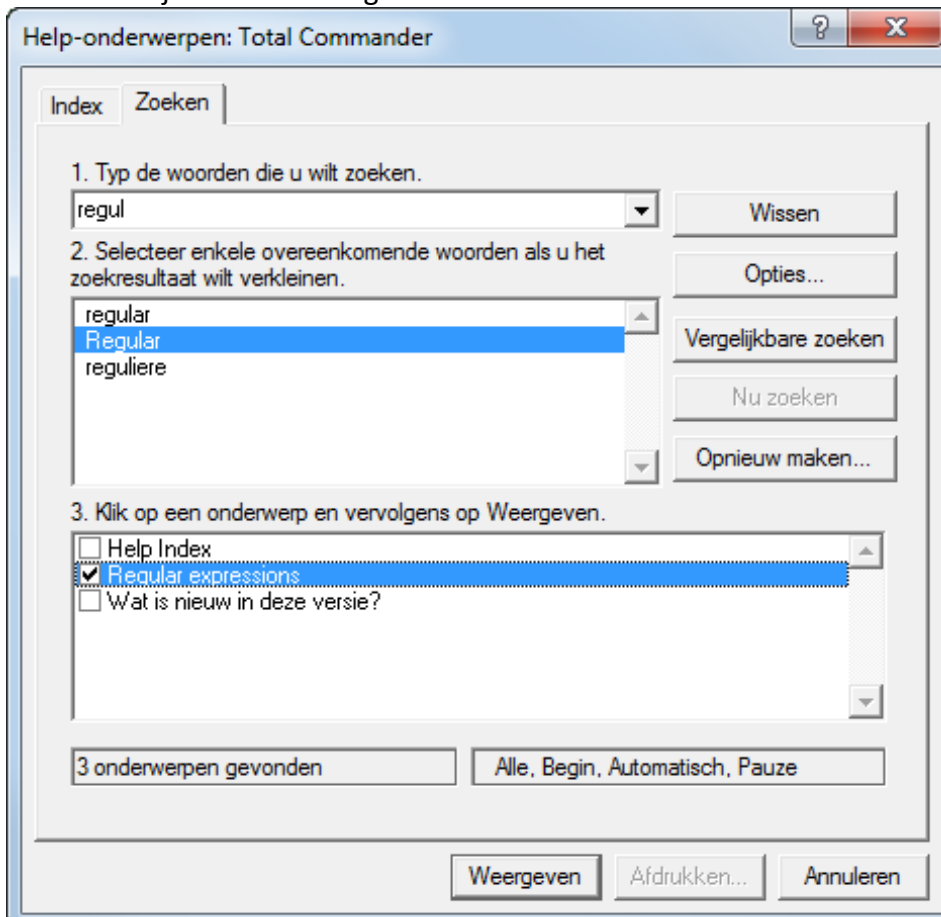 Help-onderwerpen: Total Commander
Index Zoeken
1. Typ de woorden die u wilt zoeken.
regul
Wissen
2. Selecteer enkele overeenkomende woorden als u het
zoekresultaat wilt verkleinen.
Opties...
regular
Regular
reguliere
Vergelijkbare zoeken
Nu zoeken
Opnieuw maken...
3. Klik op een onderwerp en vervolgens op Weergeven.
Help Index
Regular expressions
Wat is nieuw in deze versie?
3 onderwerpen gevonden
Alle, Begin, Automatisch, Pauze
Weergeven Afdrukken... Annuleren